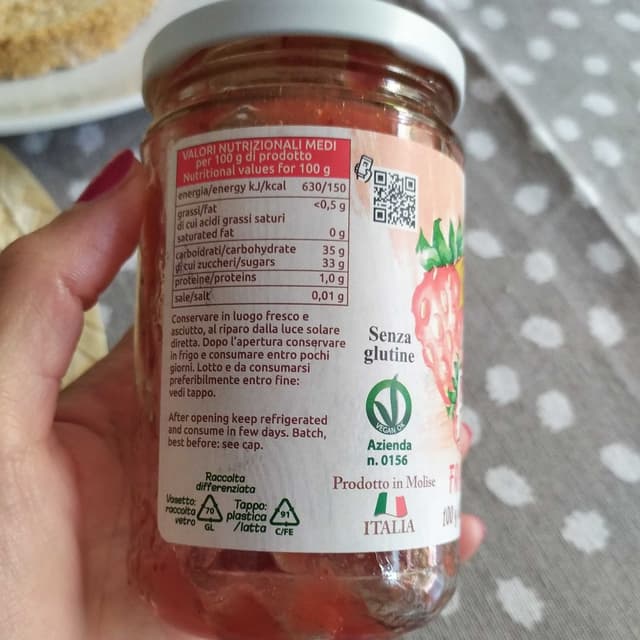 VALORI NUTRIZIONALI MEDI
per 100 g di prodotto
Nutritional values for 100 g
energia/energy kJ/kcal 630/150
grassi/fat <0,5 g
di cui acidi grassi saturi
saturated fat 0 g
carboidrati/carbohydrate 35 g
di cui zuccheri/sugars 33 g
proteine/proteins 1,0 g
sale/salt 0,01 g
Conservare in luogo fresco e
asciutto, al riparo dalla luce solare
diretta. Dopo l'apertura conservare
in frigo e consumare entro pochi
giorni. Lotto e da consumarsi
preferibilmente entro fine:
vedi tappo.
After opening keep refrigerated
and consume in few days. Batch,
best before: see cap.
Raccolta
differenziata
Vasetto:
raccolta
vetro
70
GL
Tappo:
plastica
/latta
91
C/FE
Senza
glutine
VEGAN OK
Azienda
n. 0156
Prodotto in Molise
ITALIA
100